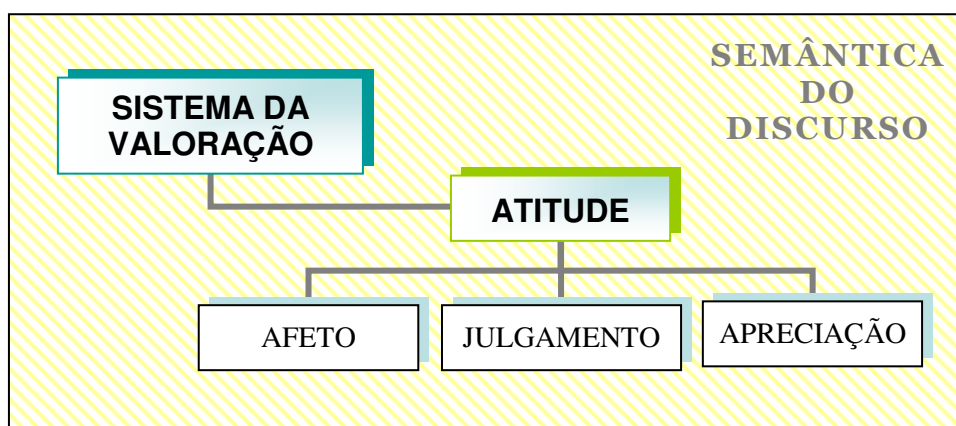 SEMÂNTICA
DO
DISCURSO
SISTEMA DA
VALORAÇÃO
ATITUDE
AFETO
JULGAMENTO
APRECIAÇÃO